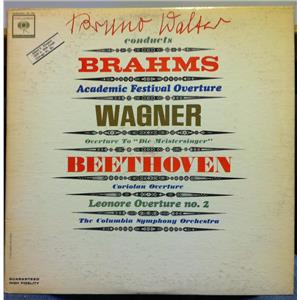 Bruno Walter
conducts
BRAHMS
Academic Festival Overture
WAGNER
Overture To "Die Meistersinger"
BEETHOVEN
Coriolan Overture
Leonore Overture no. 2
The Columbia Symphony Orchestra
GUARANTEED
HIGH FIDELITY